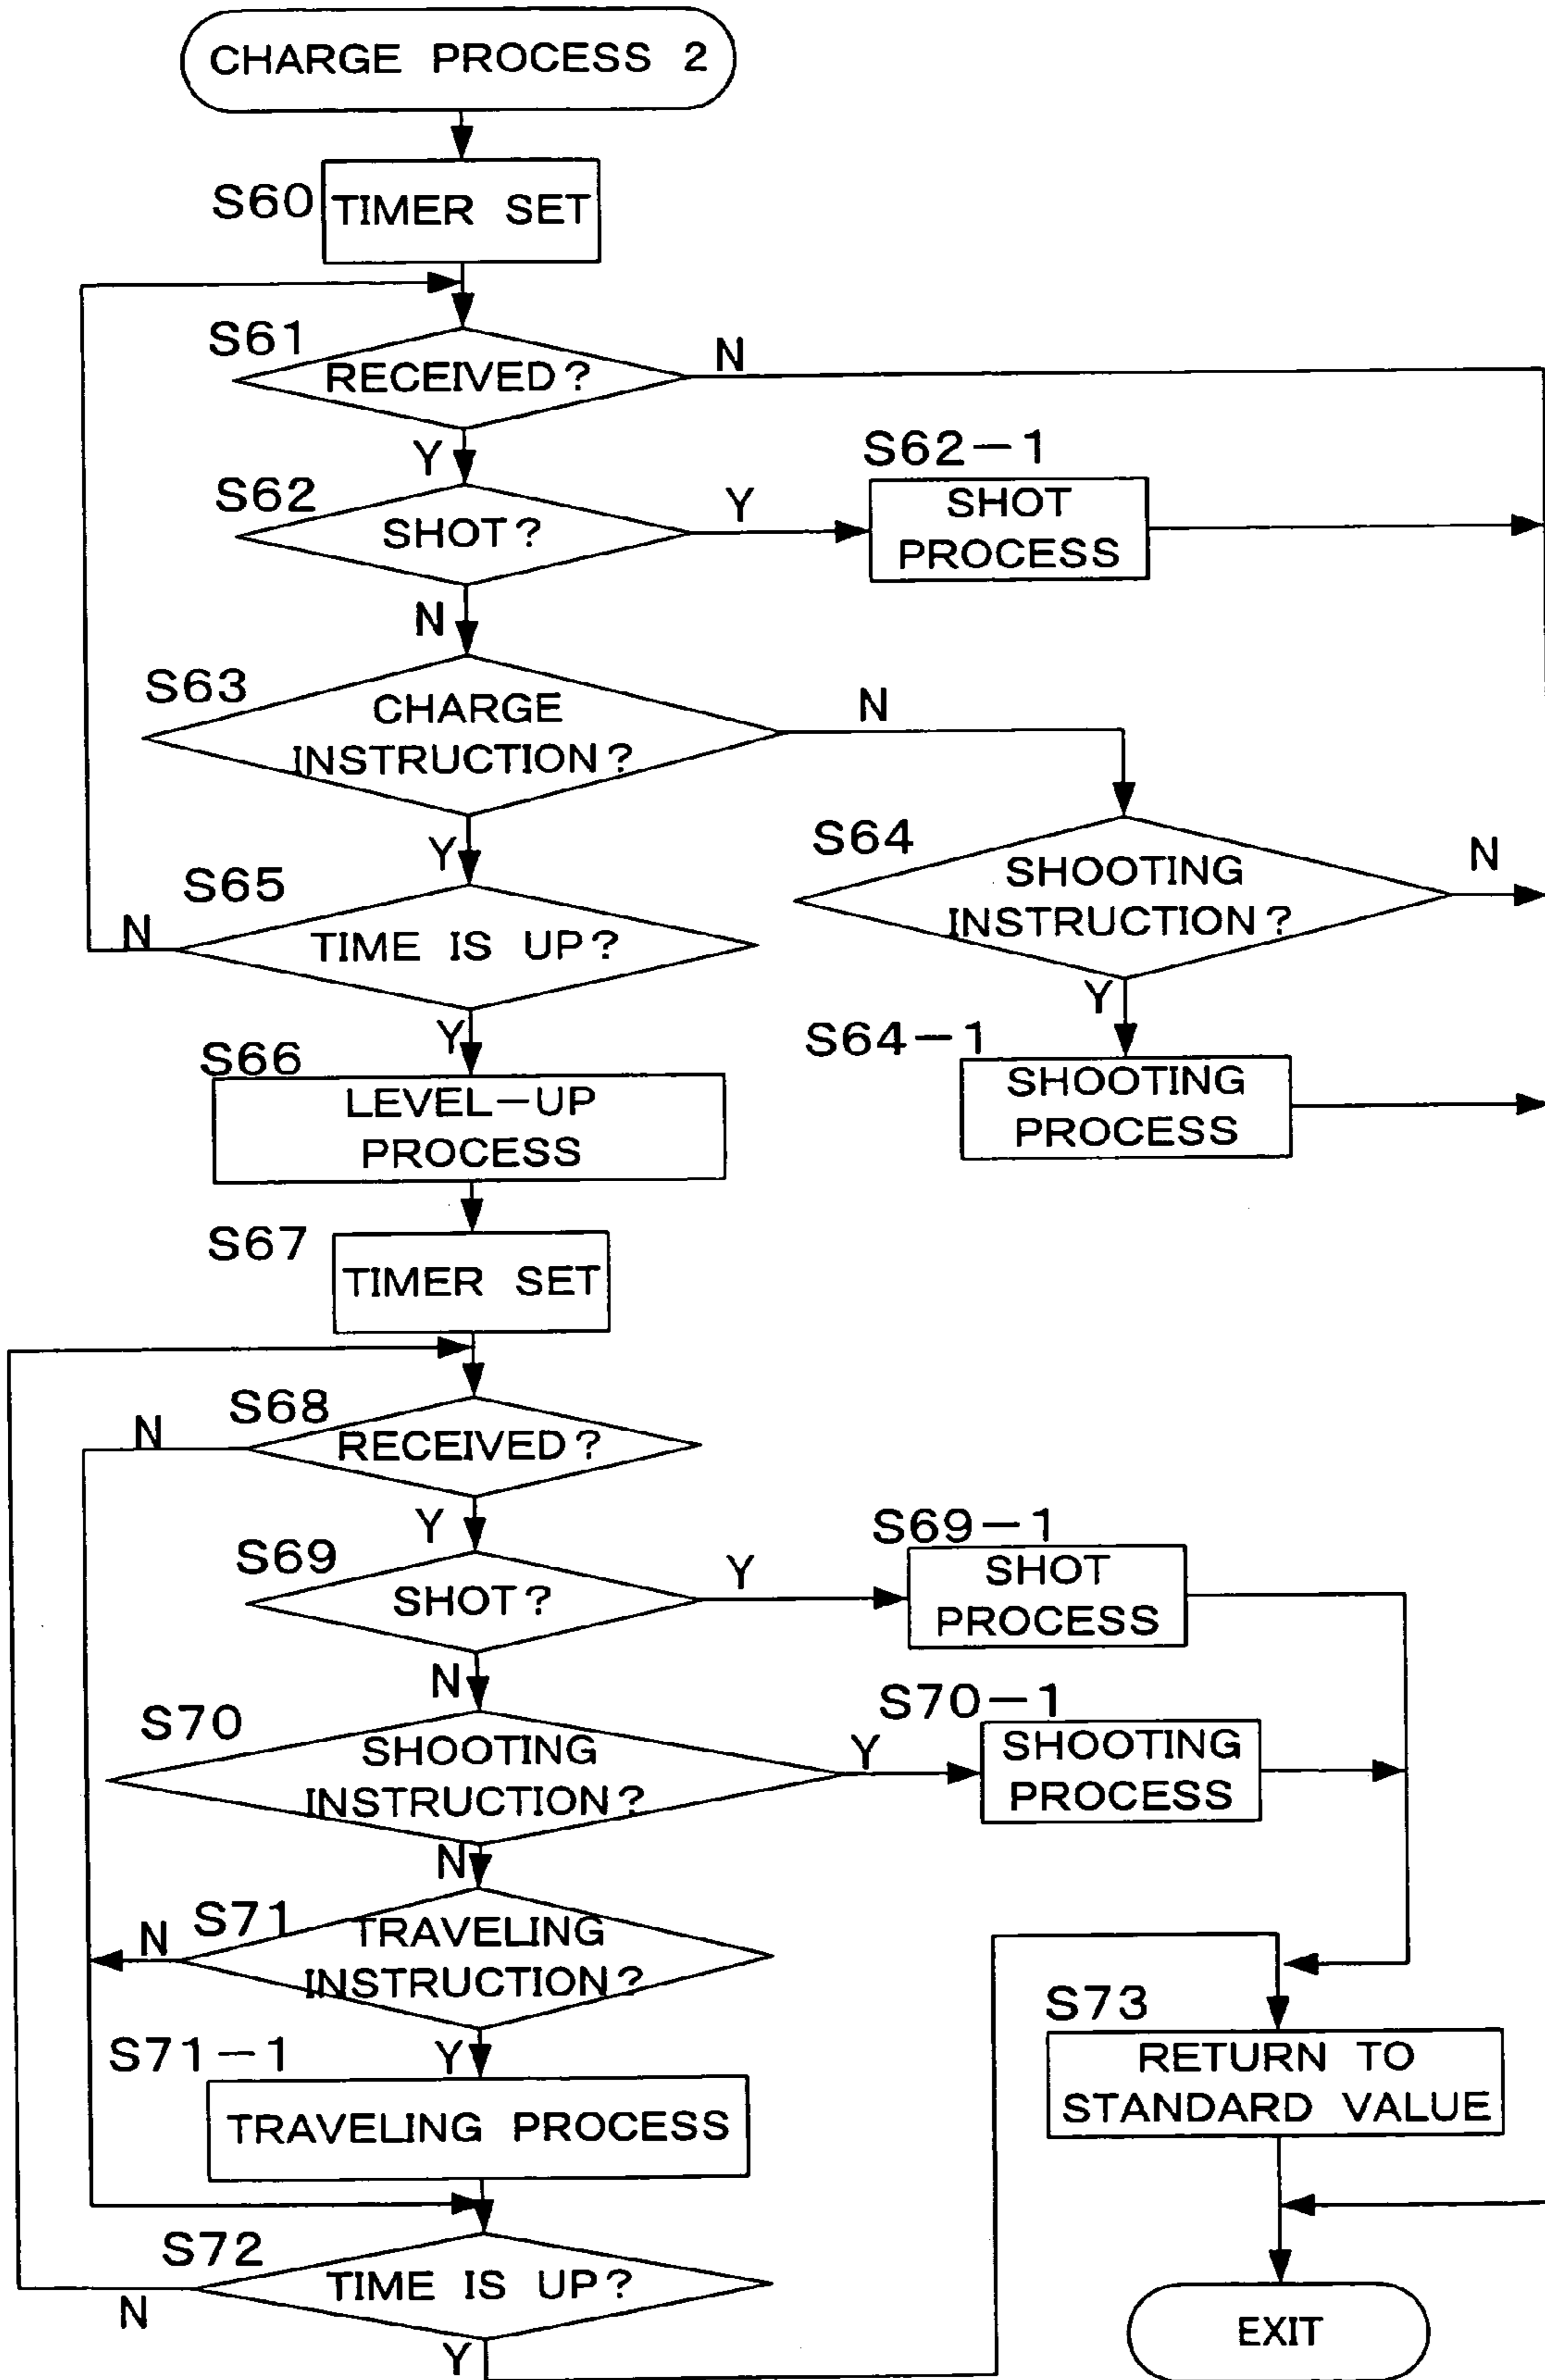 CHARGE PROCESS 2
S60
TIMER SET
S61
RECEIVED?
N
Y
S62
SHOT?
Y
S62-1
SHOT
PROCESS
N
S63
CHARGE
INSTRUCTION?
N
Y
S64
SHOOTING
INSTRUCTION?
N
Y
S64-1
SHOOTING
PROCESS
S65
TIME IS UP?
N
Y
S66
LEVEL-UP
PROCESS
S67
TIMER SET
S68
RECEIVED?
N
Y
S69
SHOT?
Y
S69-1
SHOT
PROCESS
N
S70
SHOOTING
INSTRUCTION?
Y
S70-1
SHOOTING
PROCESS
N
S71
TRAVELING
INSTRUCTION?
N
Y
S71-1
TRAVELING PROCESS
S72
TIME IS UP?
N
Y
S73
RETURN TO
STANDARD VALUE
EXIT